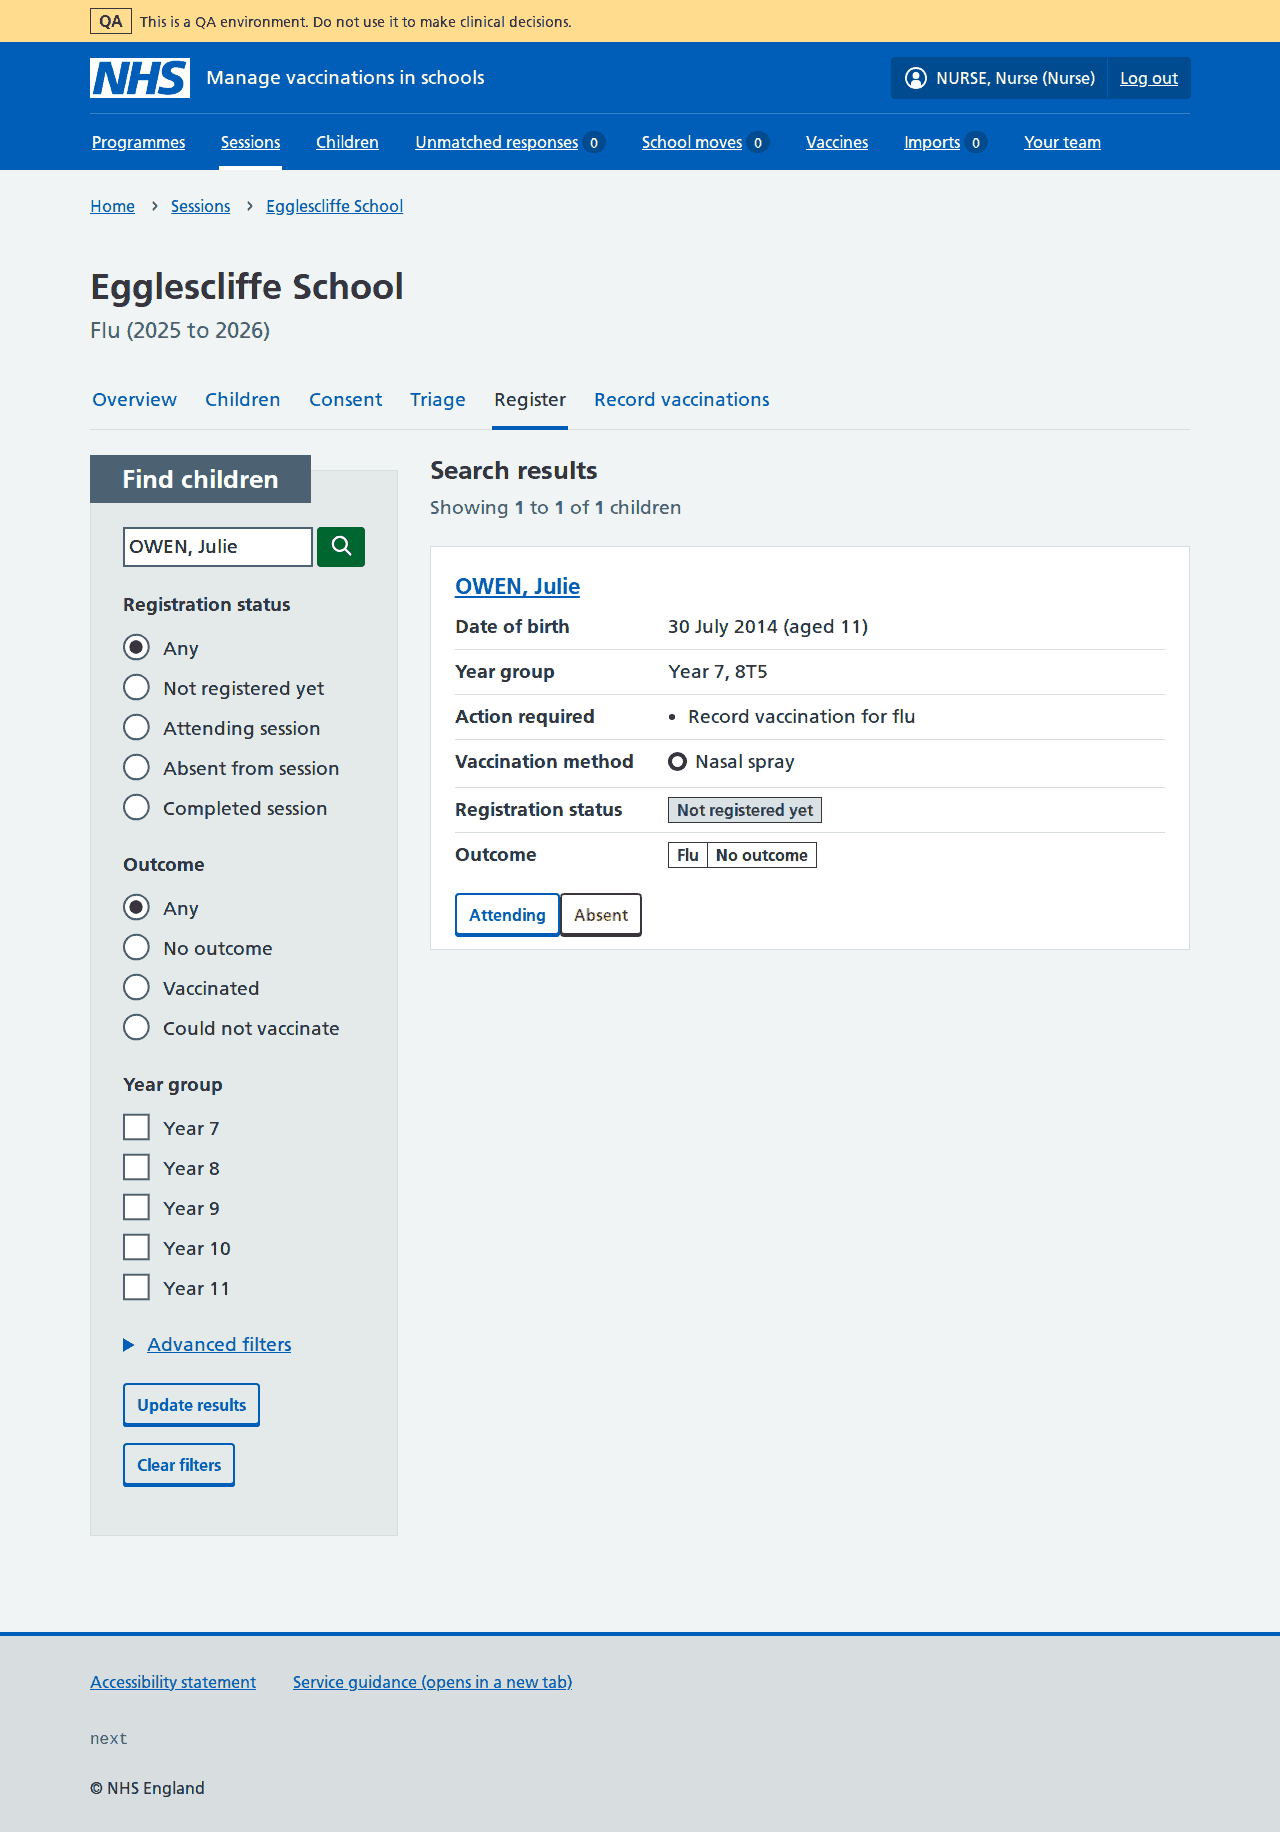 QA This is a QA environment. Do not use it to make clinical decisions.
NHS Manage vaccinations in schools NURSE, Nurse (Nurse) Log out
Programmes Sessions Children Unmatched responses 0 School moves 0 Vaccines Imports 0 Your team
Home Sessions Egglescliffe School
Egglescliffe School
Flu (2025 to 2026)
Overview Children Consent Triage Register Record vaccinations
Find children
OWEN, Julie
Registration status
Any
Not registered yet
Attending session
Absent from session
Completed session
Outcome
Any
No outcome
Vaccinated
Could not vaccinate
Year group
Year 7
Year 8
Year 9
Year 10
Year 11
Advanced filters
Update results
Clear filters
Search results
Showing 1 to 1 of 1 children
OWEN, Julie
Date of birth 30 July 2014 (aged 11)
Year group Year 7, 8T5
Action required • Record vaccination for flu
Vaccination method Nasal spray
Registration status Not registered yet
Outcome Flu No outcome
Attending Absent
Accessibility statement Service guidance (opens in a new tab)
next
© NHS England